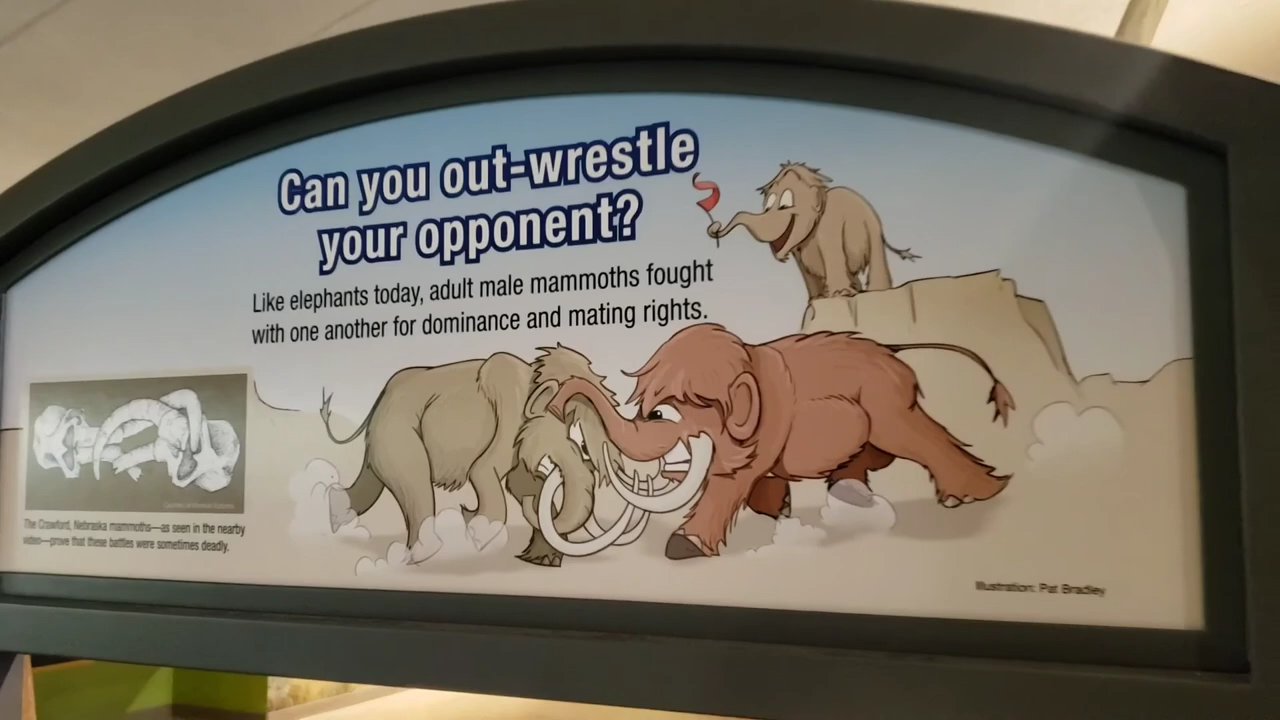 Can you out-wrestle
your opponent?
Like elephants today, adult male mammoths fought
with one another for dominance and mating rights.
The Crawford, Nebraska mammoths—as seen in the nearby
video—prove that these battles were sometimes deadly.
Illustration: Pat Bradley